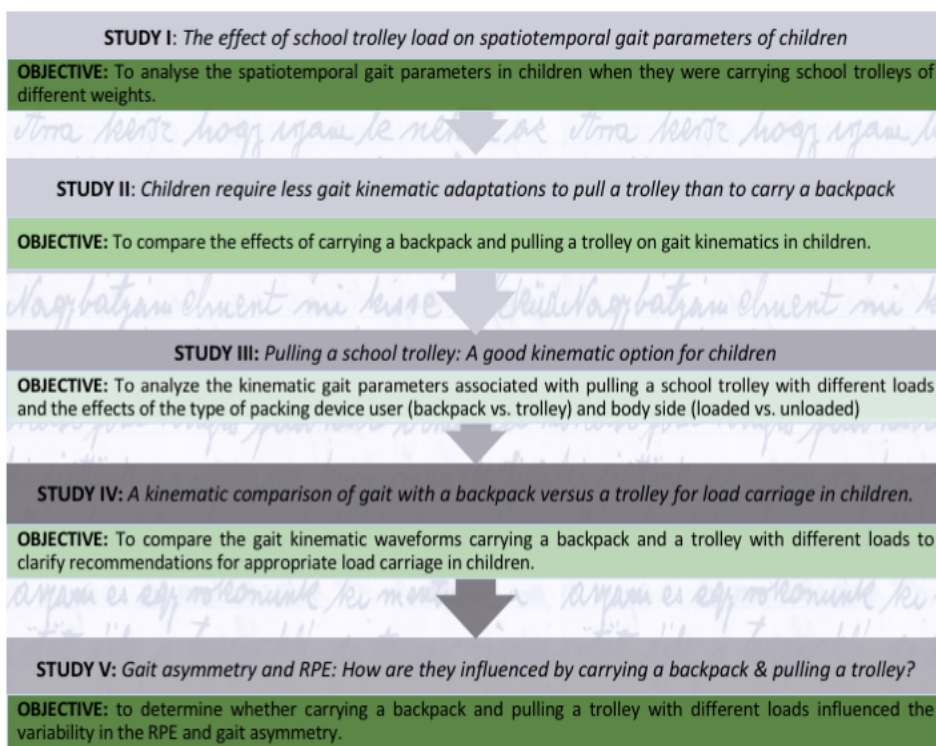 STUDY I: The effect of school trolley load on spatiotemporal gait parameters of children
OBJECTIVE: To analyse the spatiotemporal gait parameters in children when they were carrying school trolleys of
different weights.
STUDY II: Children require less gait kinematic adaptations to pull a trolley than to carry a backpack
OBJECTIVE: To compare the effects of carrying a backpack and pulling a trolley on gait kinematics in children.
STUDY III: Pulling a school trolley: A good kinematic option for children
OBJECTIVE: To analyze the kinematic gait parameters associated with pulling a school trolley with different loads
and the effects of the type of packing device user (backpack vs. trolley) and body side (loaded vs. unloaded)
STUDY IV: A kinematic comparison of gait with a backpack versus a trolley for load carriage in children.
OBJECTIVE: To compare the gait kinematic waveforms carrying a backpack and a trolley with different loads to
clarify recommendations for appropriate load carriage in children.
STUDY V: Gait asymmetry and RPE: How are they influenced by carrying a backpack & pulling a trolley?
OBJECTIVE: to determine whether carrying a backpack and pulling a trolley with different loads influenced the
variability in the RPE and gait asymmetry.